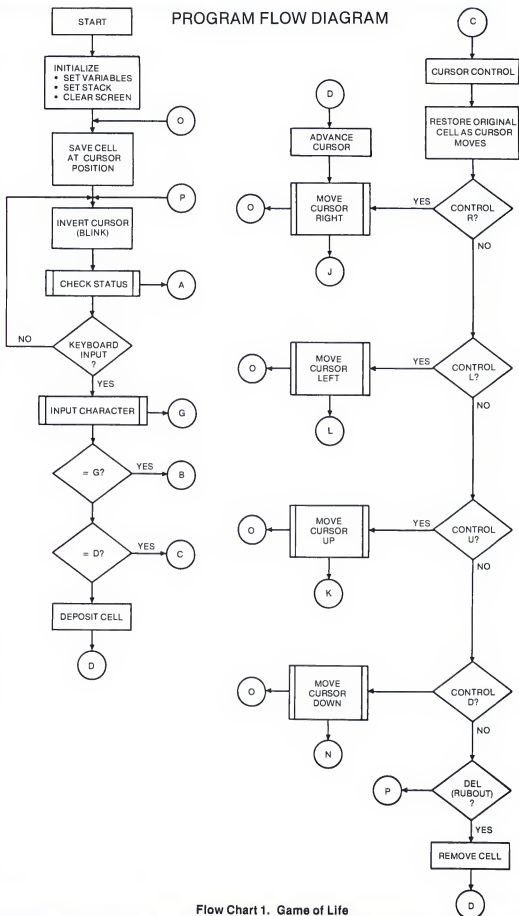 PROGRAM FLOW DIAGRAM
START
INITIALIZE
• SET VARIABLES
• SET STACK
• CLEAR SCREEN
O
SAVE CELL
AT CURSOR
POSITION
P
INVERT CURSOR
(BLINK)
CHECK STATUS
A
NO
KEYBOARD
INPUT
?
YES
INPUT CHARACTER
G
= G?
YES
B
= D?
YES
C
DEPOSIT CELL
D
D
ADVANCE
CURSOR
O
MOVE
CURSOR
RIGHT
J
O
MOVE
CURSOR
LEFT
L
O
MOVE
CURSOR
UP
K
O
MOVE
CURSOR
DOWN
N
C
CURSOR CONTROL
RESTORE ORIGINAL
CELL AS CURSOR
MOVES
YES
CONTROL
R?
NO
YES
CONTROL
L?
NO
YES
CONTROL
U?
NO
CONTROL
D?
NO
P
DEL
(RUBOUT)
?
YES
REMOVE CELL
D
Flow Chart 1. Game of Life